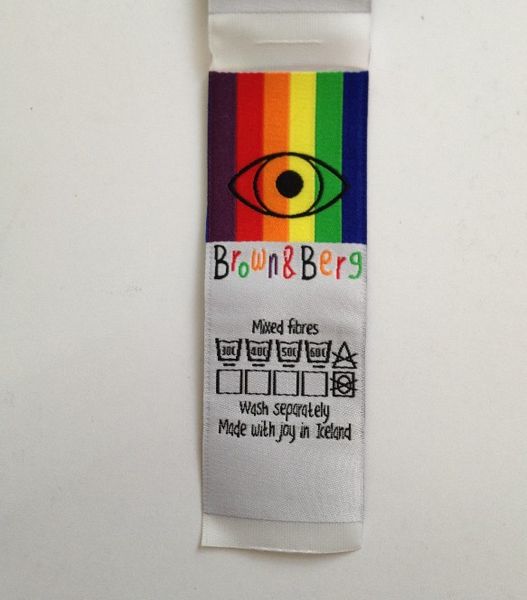 Brown & Berg
Mixed fibres
30C 40C 50C 60C
Wash separately
Made with joy in Iceland